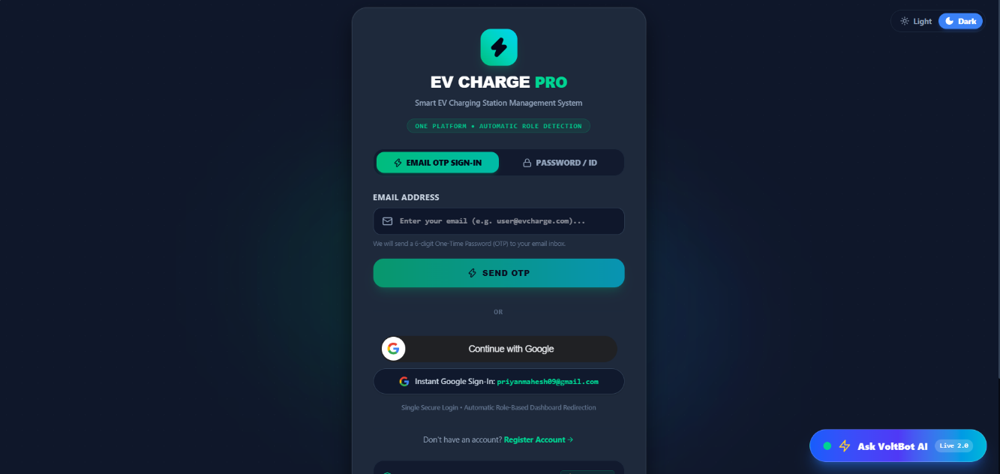 Light
Dark
EV CHARGE PRO
Smart EV Charging Station Management System
ONE PLATFORM • AUTOMATIC ROLE DETECTION
EMAIL OTP SIGN-IN
PASSWORD / ID
EMAIL ADDRESS
Enter your email (e.g. user@evcharge.com)...
We will send a 6-digit One-Time Password (OTP) to your email inbox.
SEND OTP
OR
Continue with Google
Instant Google Sign-In: priyanmahesh09@gmail.com
Single Secure Login • Automatic Role-Based Dashboard Redirection
Don't have an account? Register Account →
Ask VoltBot AI Live 2.0